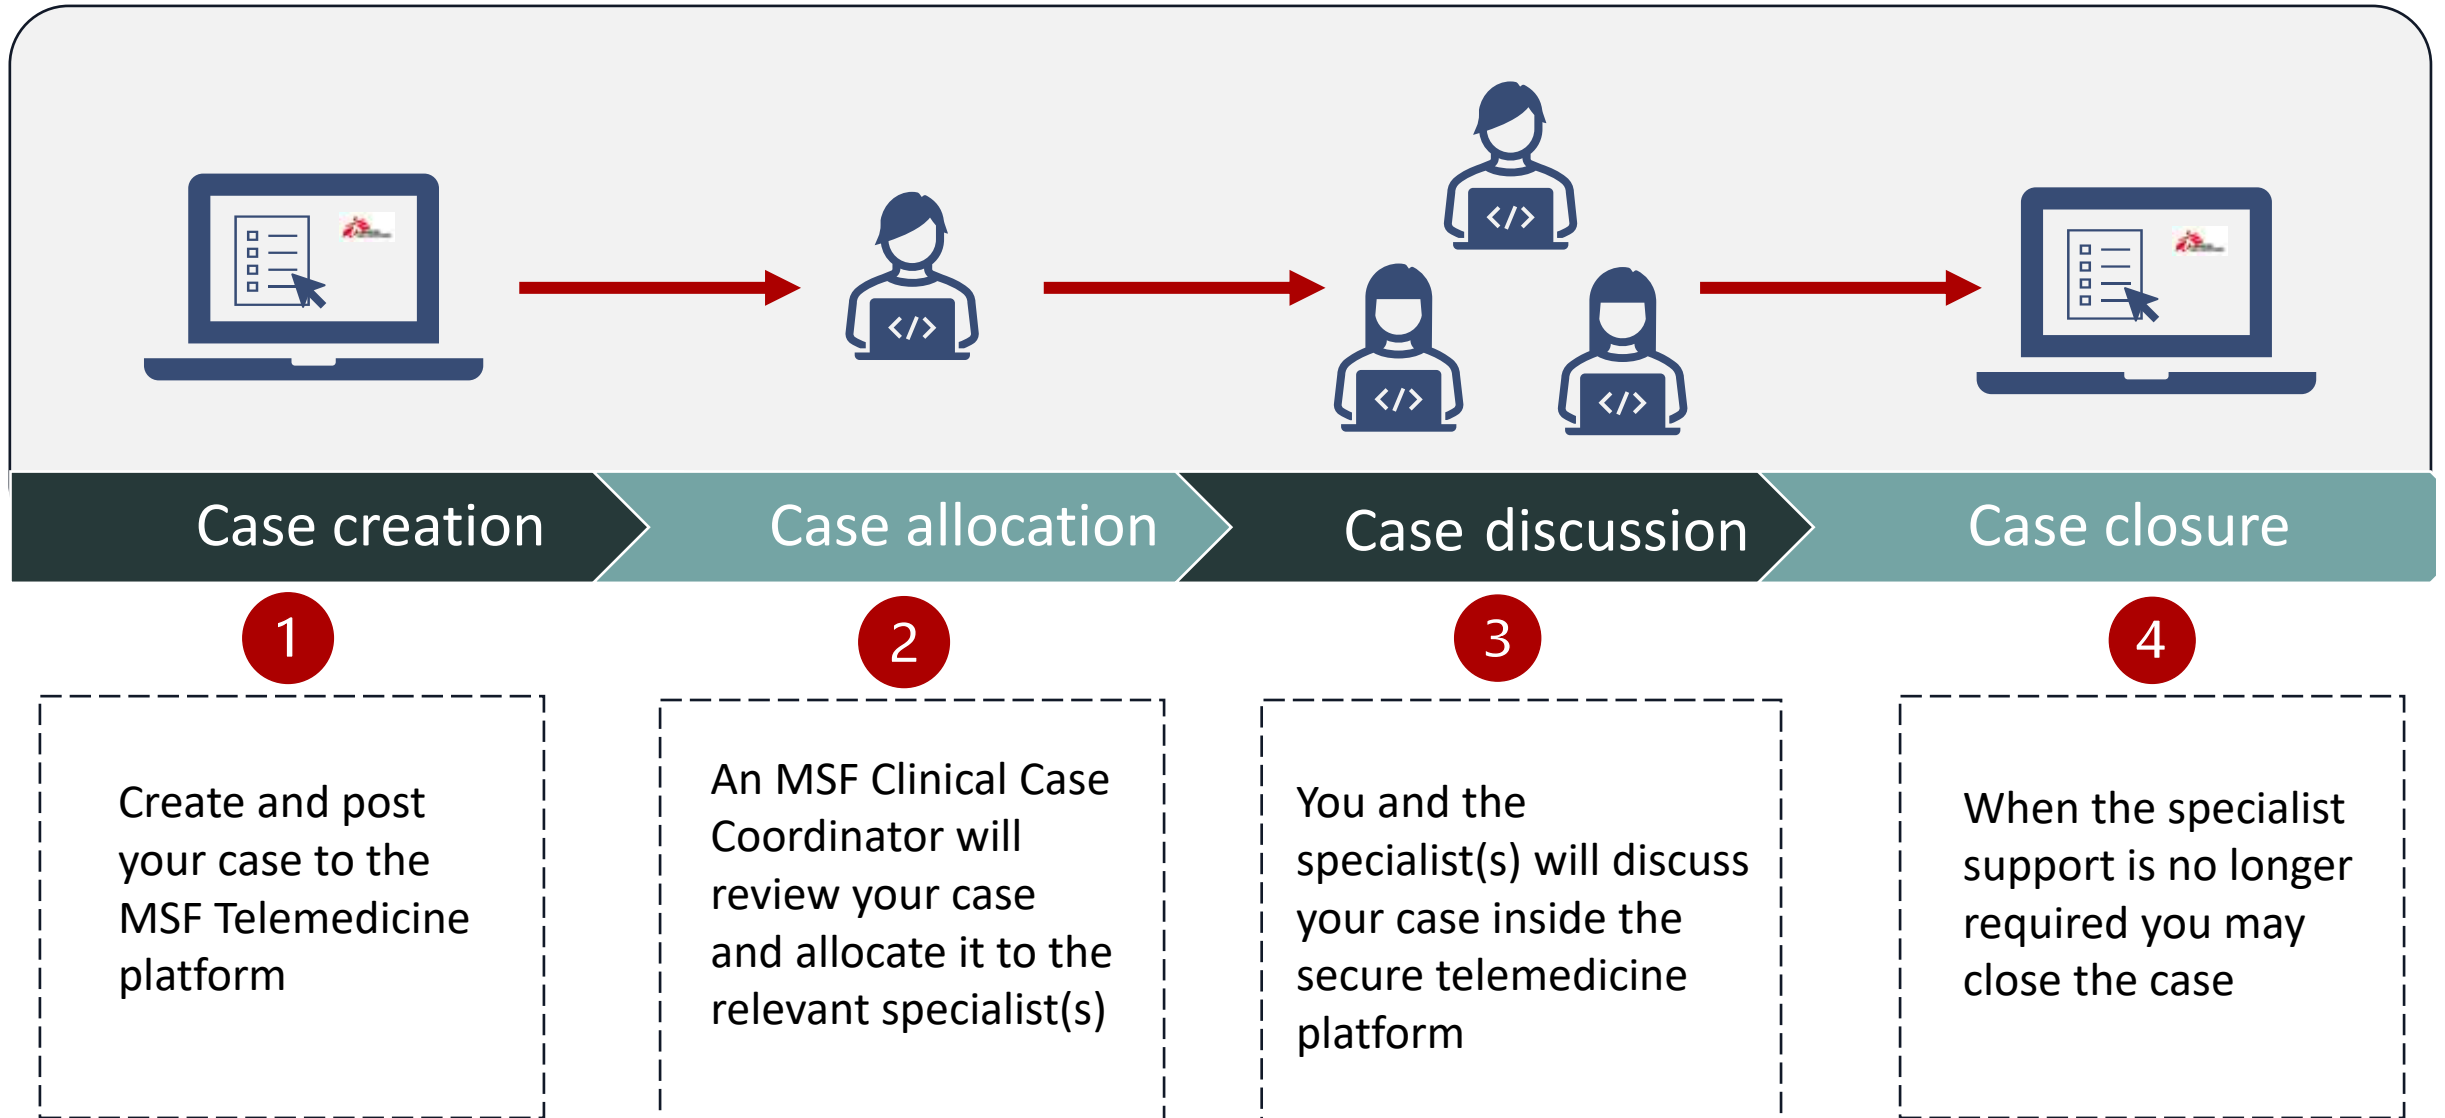 </>
</>
</>
</>
Case creation
Case allocation
Case discussion
Case closure
1
2
3
4
Create and post
your case to the
MSF Telemedicine
platform
An MSF Clinical Case
Coordinator will
review your case
and allocate it to the
relevant specialist(s)
You and the
specialist(s) will discuss
your case inside the
secure telemedicine
platform
When the specialist
support is no longer
required you may
close the case